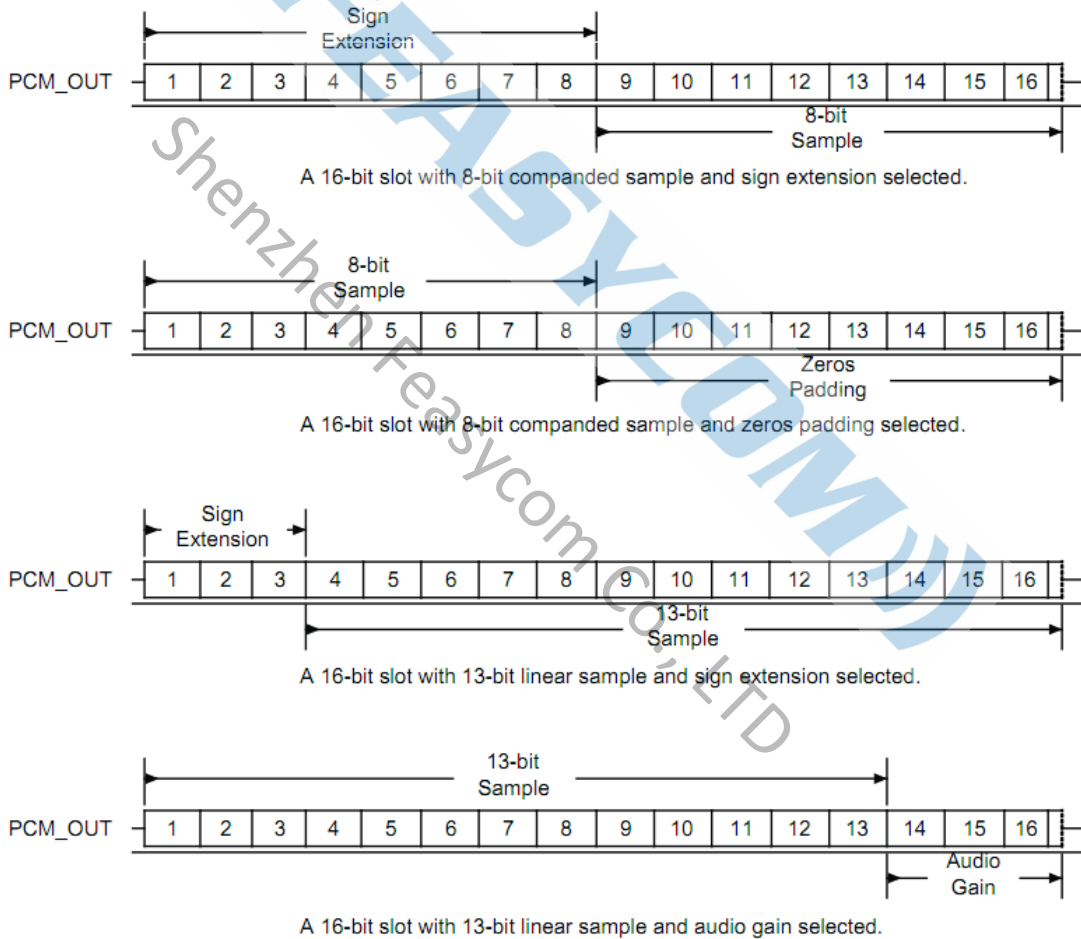 Sign
Extension
PCM_OUT 1 2 3 4 5 6 7 8 9 10 11 12 13 14 15 16
8-bit
Sample
A 16-bit slot with 8-bit companded sample and sign extension selected.
8-bit
Sample
PCM_OUT 1 2 3 4 5 6 7 8 9 10 11 12 13 14 15 16
Zeros
Padding
A 16-bit slot with 8-bit companded sample and zeros padding selected.
Sign
Extension
PCM_OUT 1 2 3 4 5 6 7 8 9 10 11 12 13 14 15 16
13-bit
Sample
A 16-bit slot with 13-bit linear sample and sign extension selected.
13-bit
Sample
PCM_OUT 1 2 3 4 5 6 7 8 9 10 11 12 13 14 15 16
Audio
Gain
A 16-bit slot with 13-bit linear sample and audio gain selected.
FEASYCOM
Shenzhen Feasycom Co., LTD